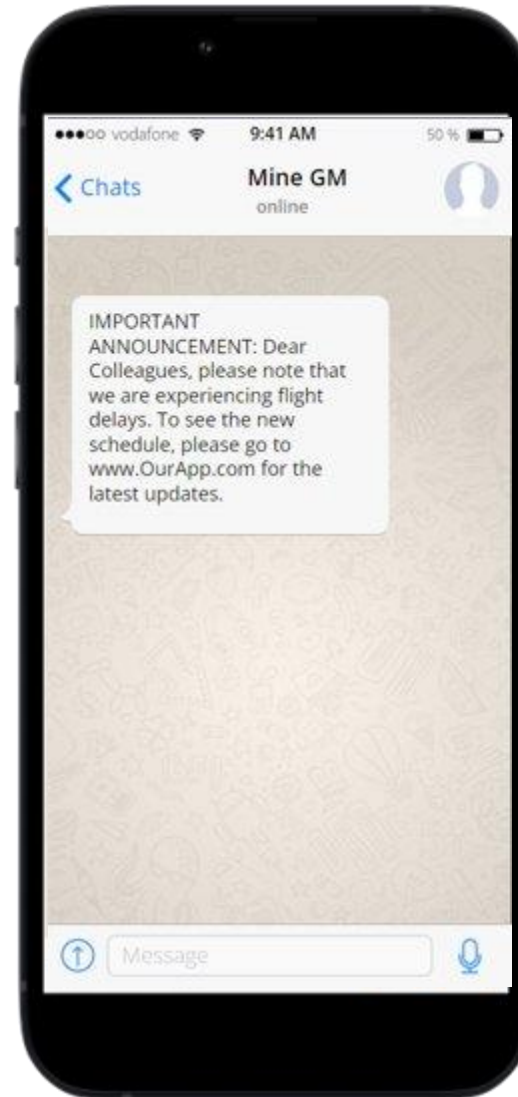 vodafone 9:41 AM 50 %
Chats Mine GM
online
IMPORTANT
ANNOUNCEMENT: Dear
Colleagues, please note that
we are experiencing flight
delays. To see the new
schedule, please go to
www.OurApp.com for the
latest updates.
Message